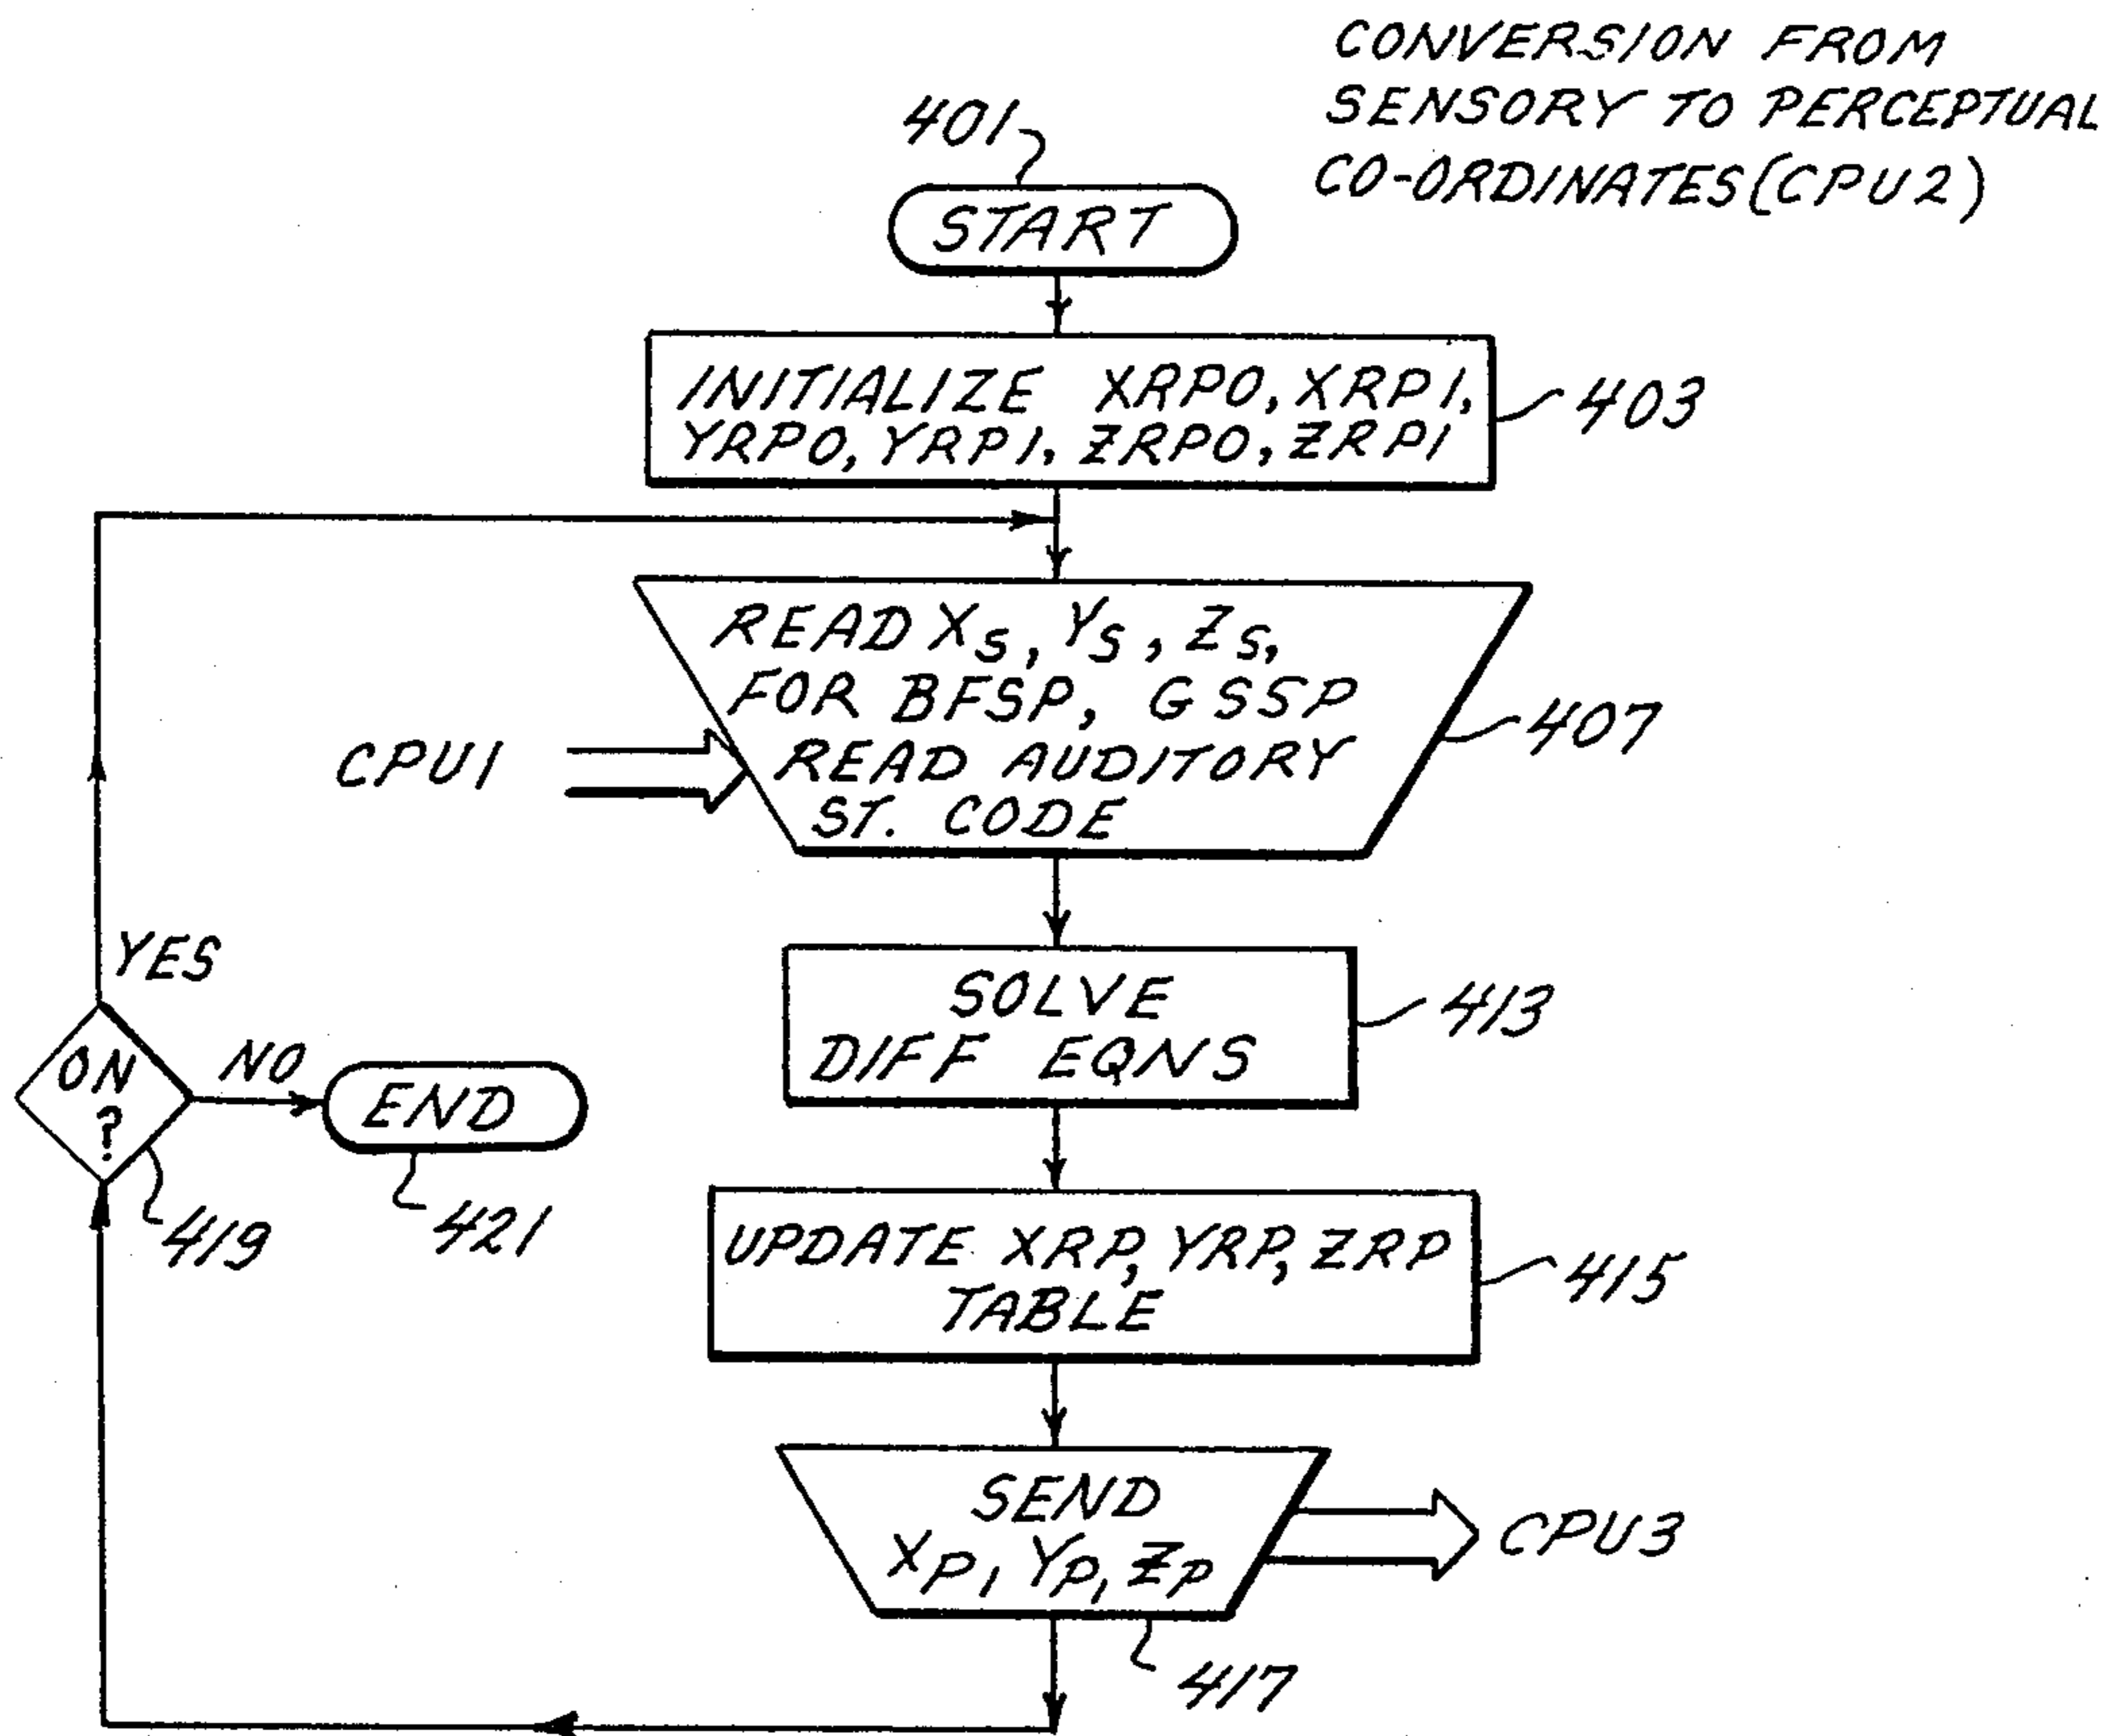 CONVERSION FROM
SENSORY TO PERCEPTUAL
CO-ORDINATES (CPU2)
401
START
INITIALIZE XRP0, XRP1,
YRP0, YRP1, ZRP0, ZRP1
403
READ XS, YS, ZS,
FOR BFSP, GSSP
READ AUDITORY
ST. CODE
407
CPU1
SOLVE
DIFF EQNS
413
YES
ON
?
NO
END
419
421
UPDATE XRP, YRP, ZRP
TABLE
415
SEND
XP, YP, ZP
CPU3
417